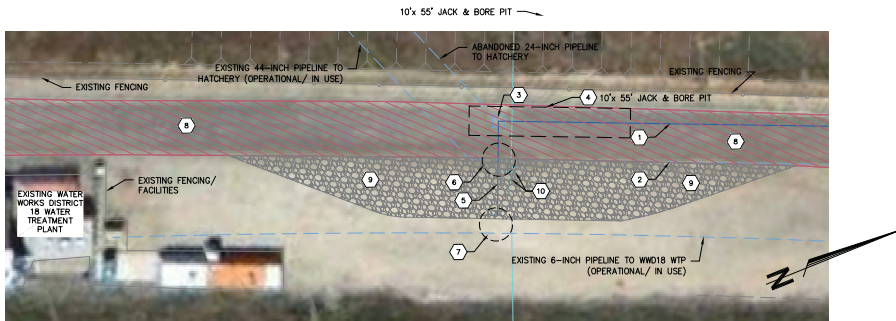 10'x 55' JACK & BORE PIT
ABANDONED 24-INCH PIPELINE
TO HATCHERY
EXISTING 44-INCH PIPELINE TO
HATCHERY (OPERATIONAL/ IN USE)
EXISTING FENCING
EXISTING FENCING
3
4
10'x 55' JACK & BORE PIT
8
1
8
6
9
5
10
2
9
EXISTING FENCING/
FACILITIES
EXISTING WATER
WORKS DISTRICT
18 WATER
TREATMENT
PLANT
7
EXISTING 6-INCH PIPELINE TO WWD18 WTP
(OPERATIONAL/ IN USE)
N